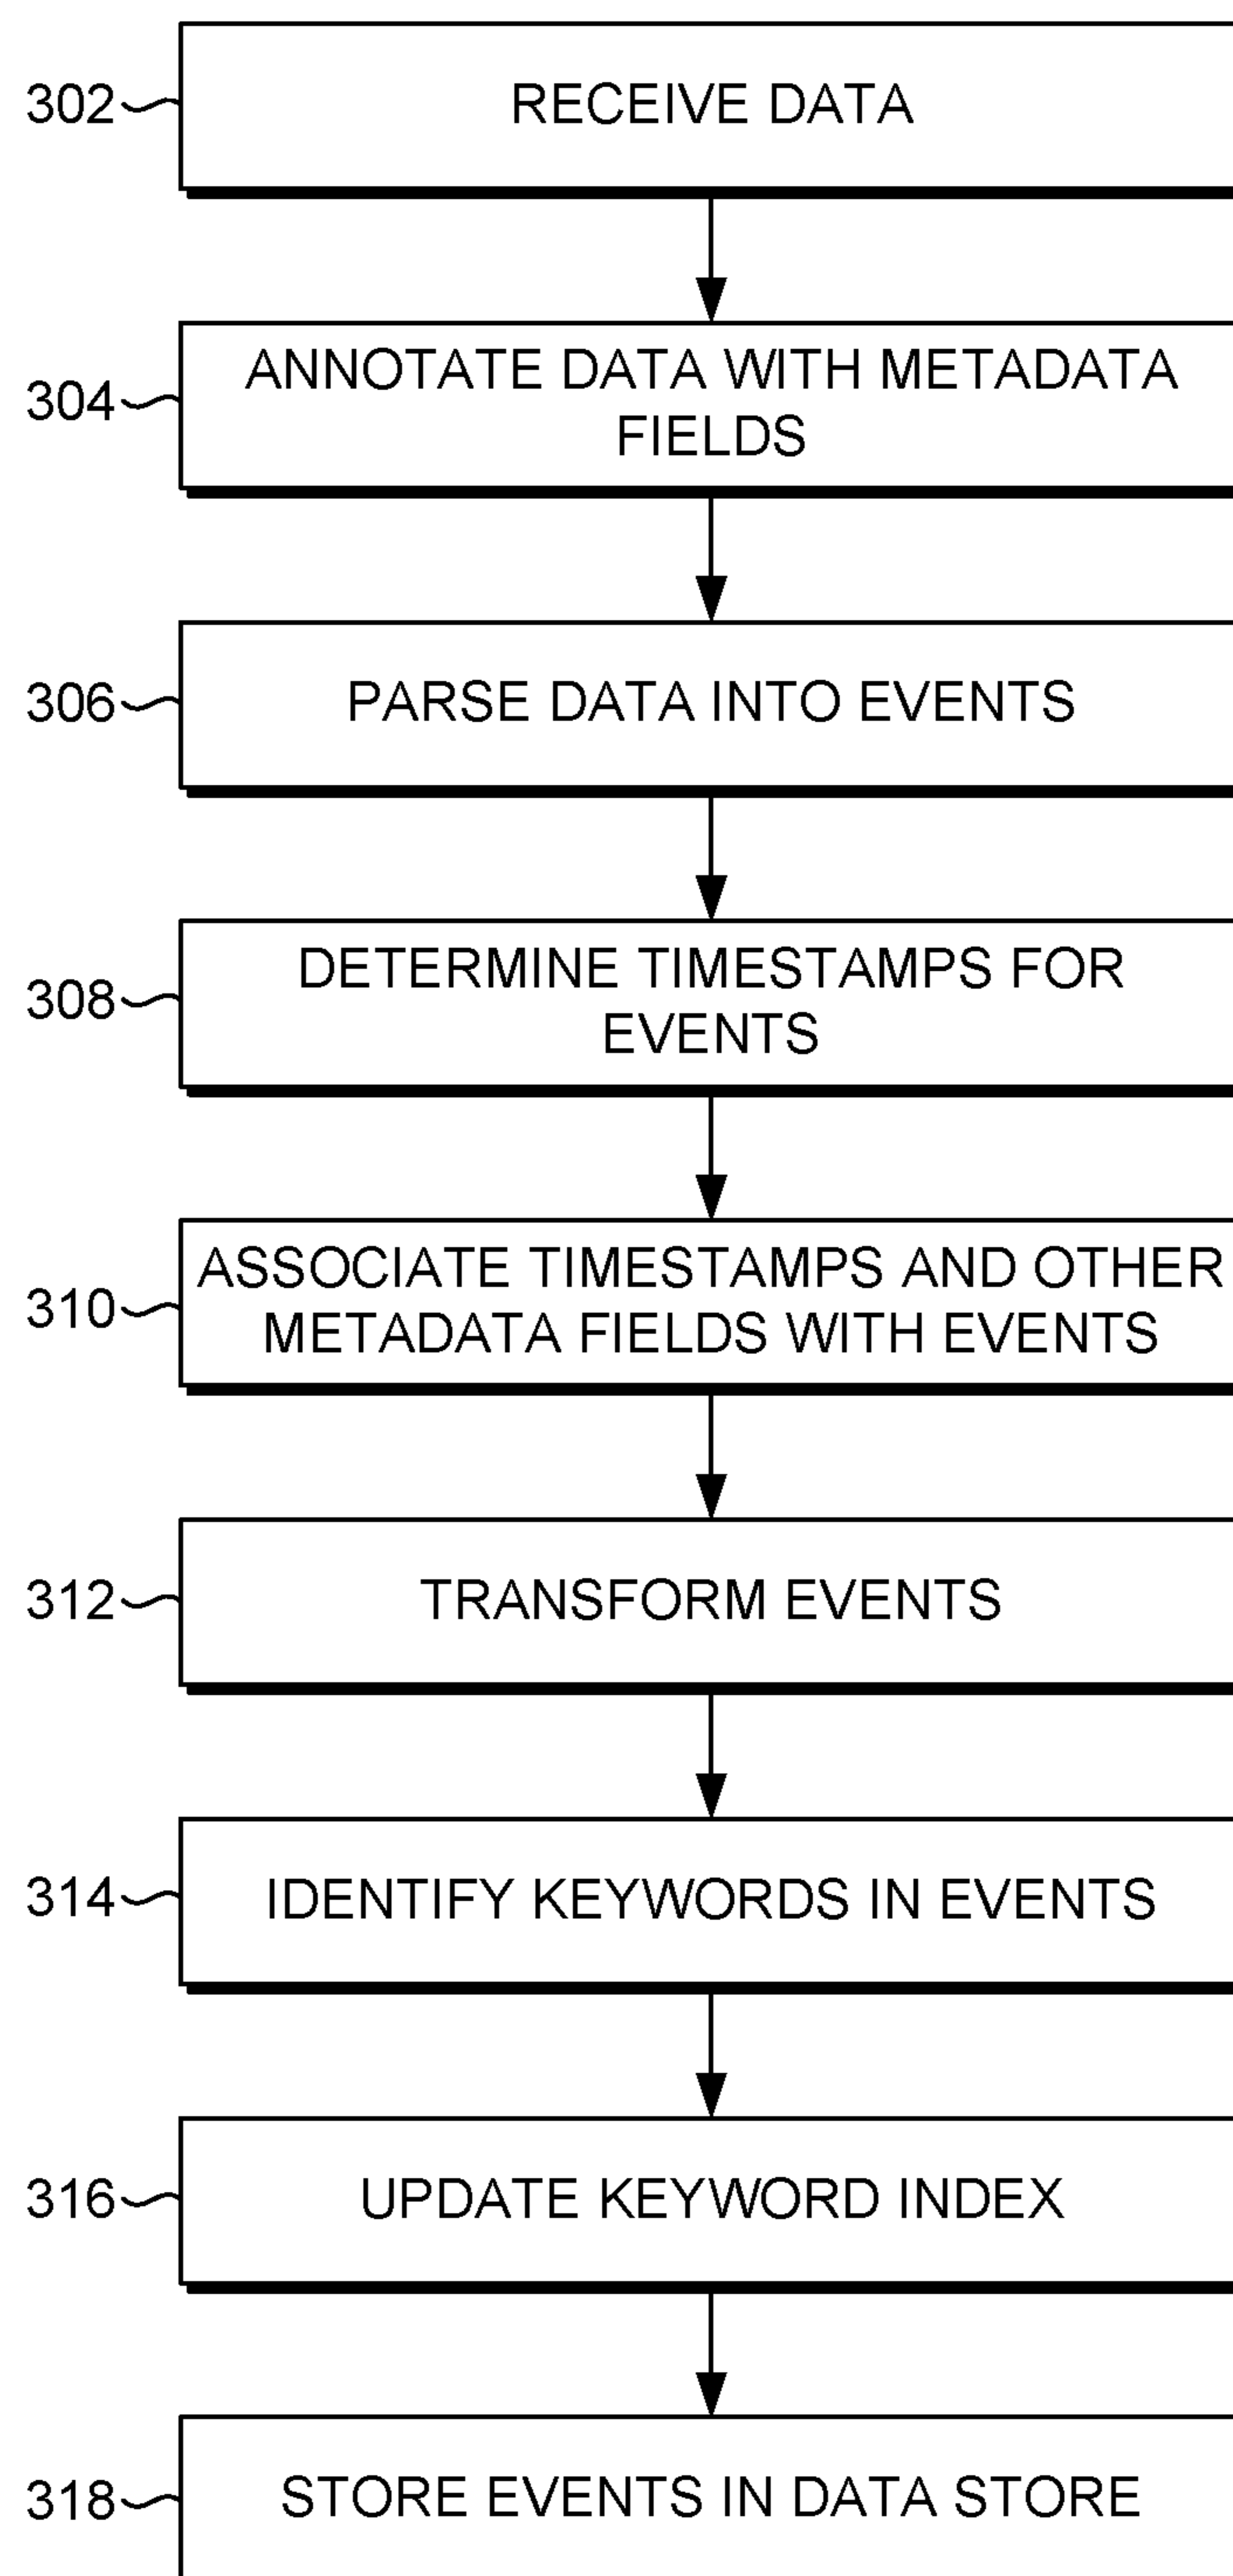 302
RECEIVE DATA
304
ANNOTATE DATA WITH METADATA
FIELDS
306
PARSE DATA INTO EVENTS
308
DETERMINE TIMESTAMPS FOR
EVENTS
310
ASSOCIATE TIMESTAMPS AND OTHER
METADATA FIELDS WITH EVENTS
312
TRANSFORM EVENTS
314
IDENTIFY KEYWORDS IN EVENTS
316
UPDATE KEYWORD INDEX
318
STORE EVENTS IN DATA STORE